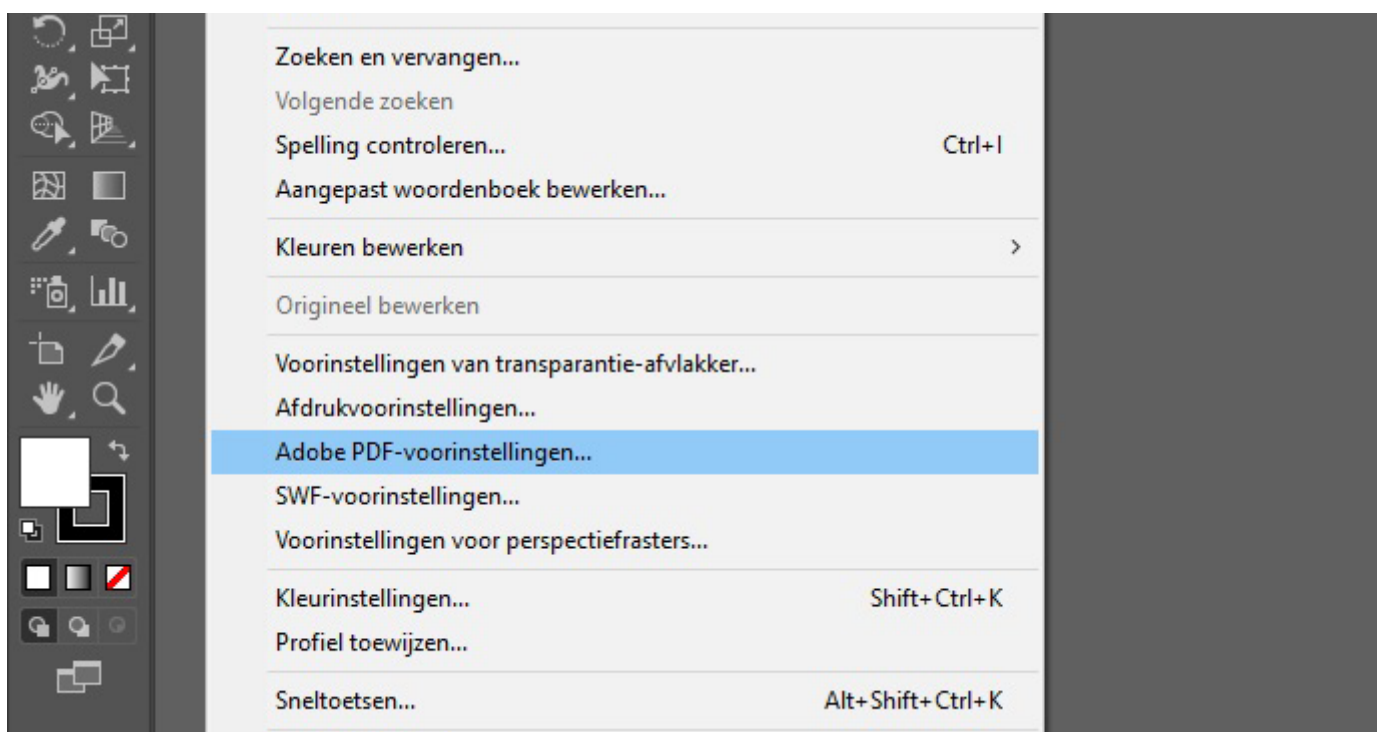 Zoeken en vervangen...
Volgende zoeken
Spelling controleren... Ctrl+I
Aangepast woordenboek bewerken...
Kleuren bewerken
Origineel bewerken
Voorinstellingen van transparantie-afvlakker...
Afdrukvoorinstellingen...
Adobe PDF-voorinstellingen...
SWF-voorinstellingen...
Voorinstellingen voor perspectiefrasters...
Kleurinstellingen... Shift+Ctrl+K
Profiel toewijzen...
Sneltoetsen... Alt+Shift+Ctrl+K